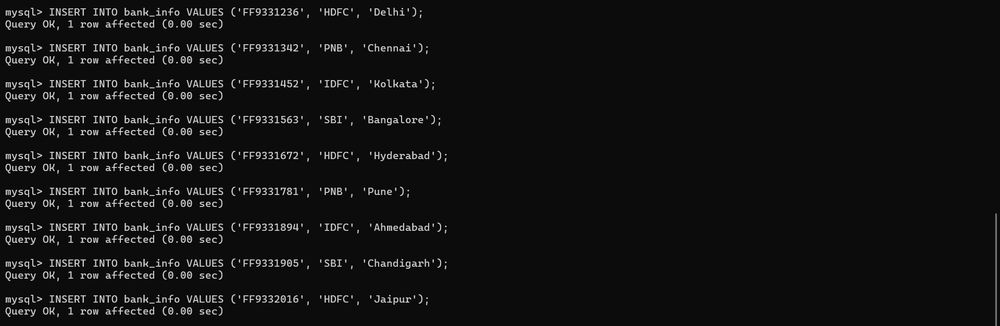 mysql> INSERT INTO bank_info VALUES ('FF9331236', 'HDFC', 'Delhi');
Query OK, 1 row affected (0.00 sec)
mysql> INSERT INTO bank_info VALUES ('FF9331342', 'PNB', 'Chennai');
Query OK, 1 row affected (0.00 sec)
mysql> INSERT INTO bank_info VALUES ('FF9331452', 'IDFC', 'Kolkata');
Query OK, 1 row affected (0.00 sec)
mysql> INSERT INTO bank_info VALUES ('FF9331563', 'SBI', 'Bangalore');
Query OK, 1 row affected (0.00 sec)
mysql> INSERT INTO bank_info VALUES ('FF9331672', 'HDFC', 'Hyderabad');
Query OK, 1 row affected (0.00 sec)
mysql> INSERT INTO bank_info VALUES ('FF9331781', 'PNB', 'Pune');
Query OK, 1 row affected (0.00 sec)
mysql> INSERT INTO bank_info VALUES ('FF9331894', 'IDFC', 'Ahmedabad');
Query OK, 1 row affected (0.00 sec)
mysql> INSERT INTO bank_info VALUES ('FF9331905', 'SBI', 'Chandigarh');
Query OK, 1 row affected (0.00 sec)
mysql> INSERT INTO bank_info VALUES ('FF9332016', 'HDFC', 'Jaipur');
Query OK, 1 row affected (0.00 sec)